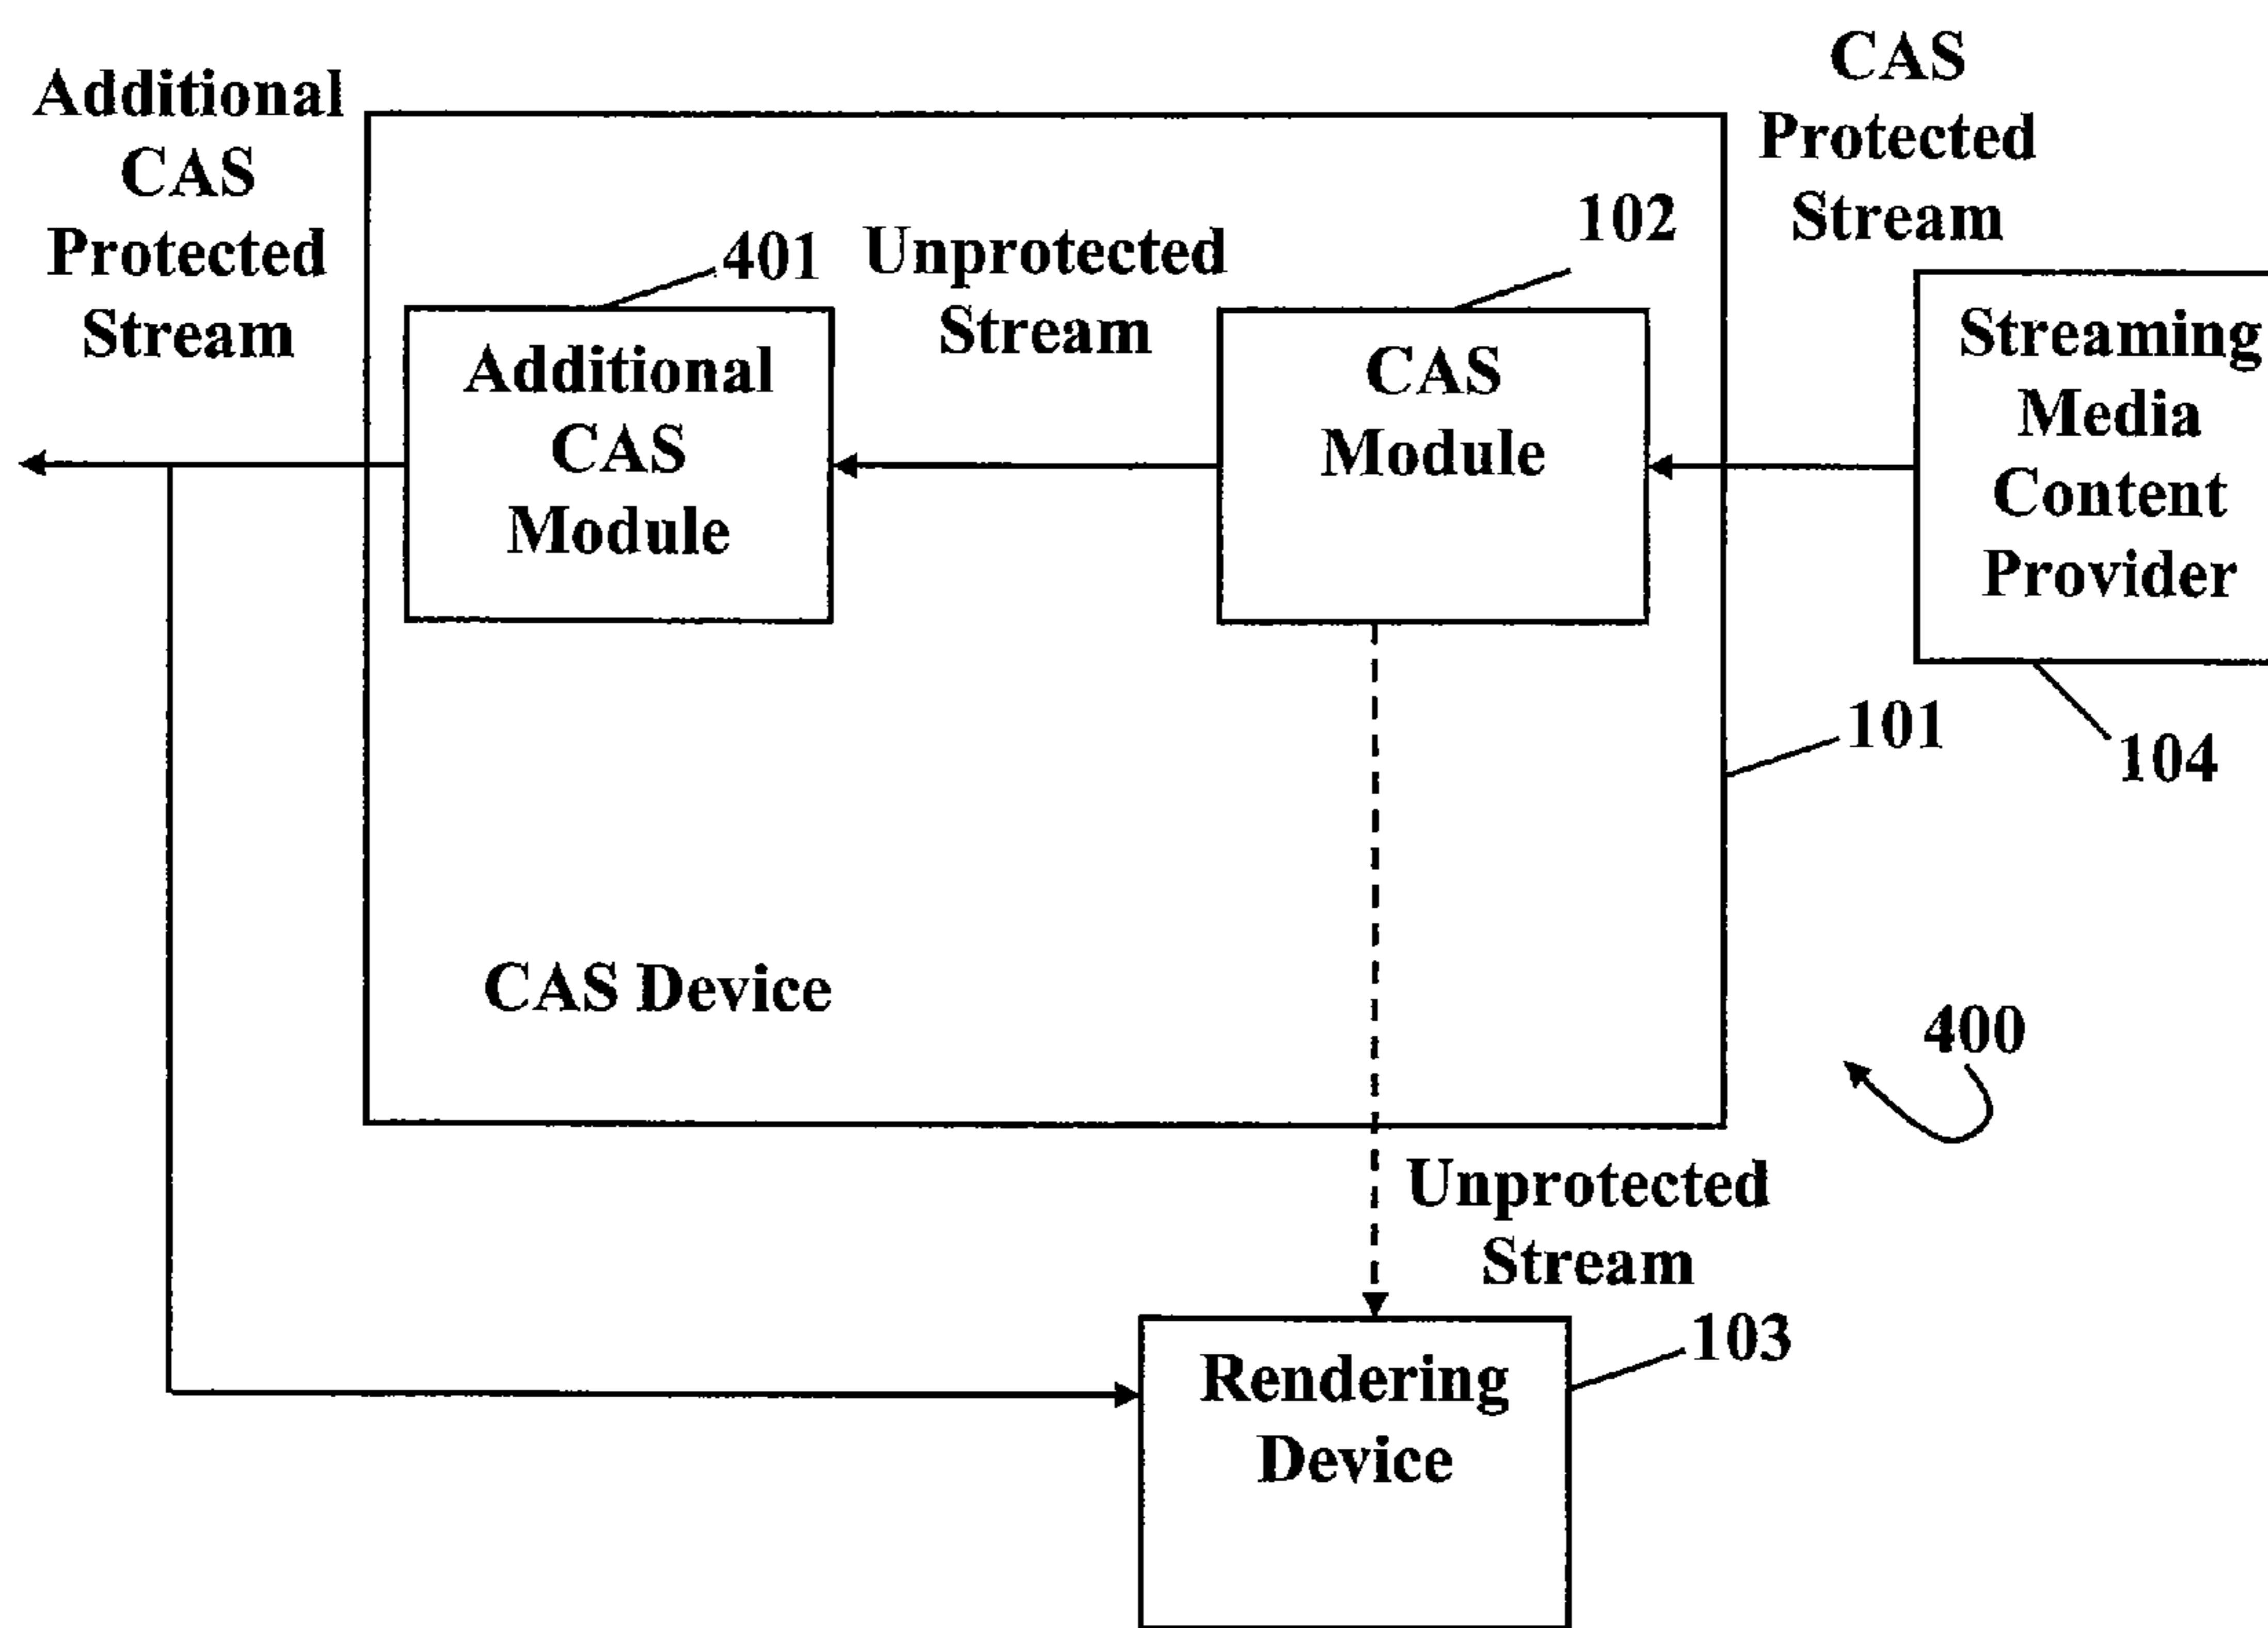 Additional
CAS
Protected
Stream
401
Unprotected
Stream
102
CAS
Protected
Stream
Additional
CAS
Module
CAS
Module
Streaming
Media
Content
Provider
101
104
CAS Device
400
Unprotected
Stream
103
Rendering
Device